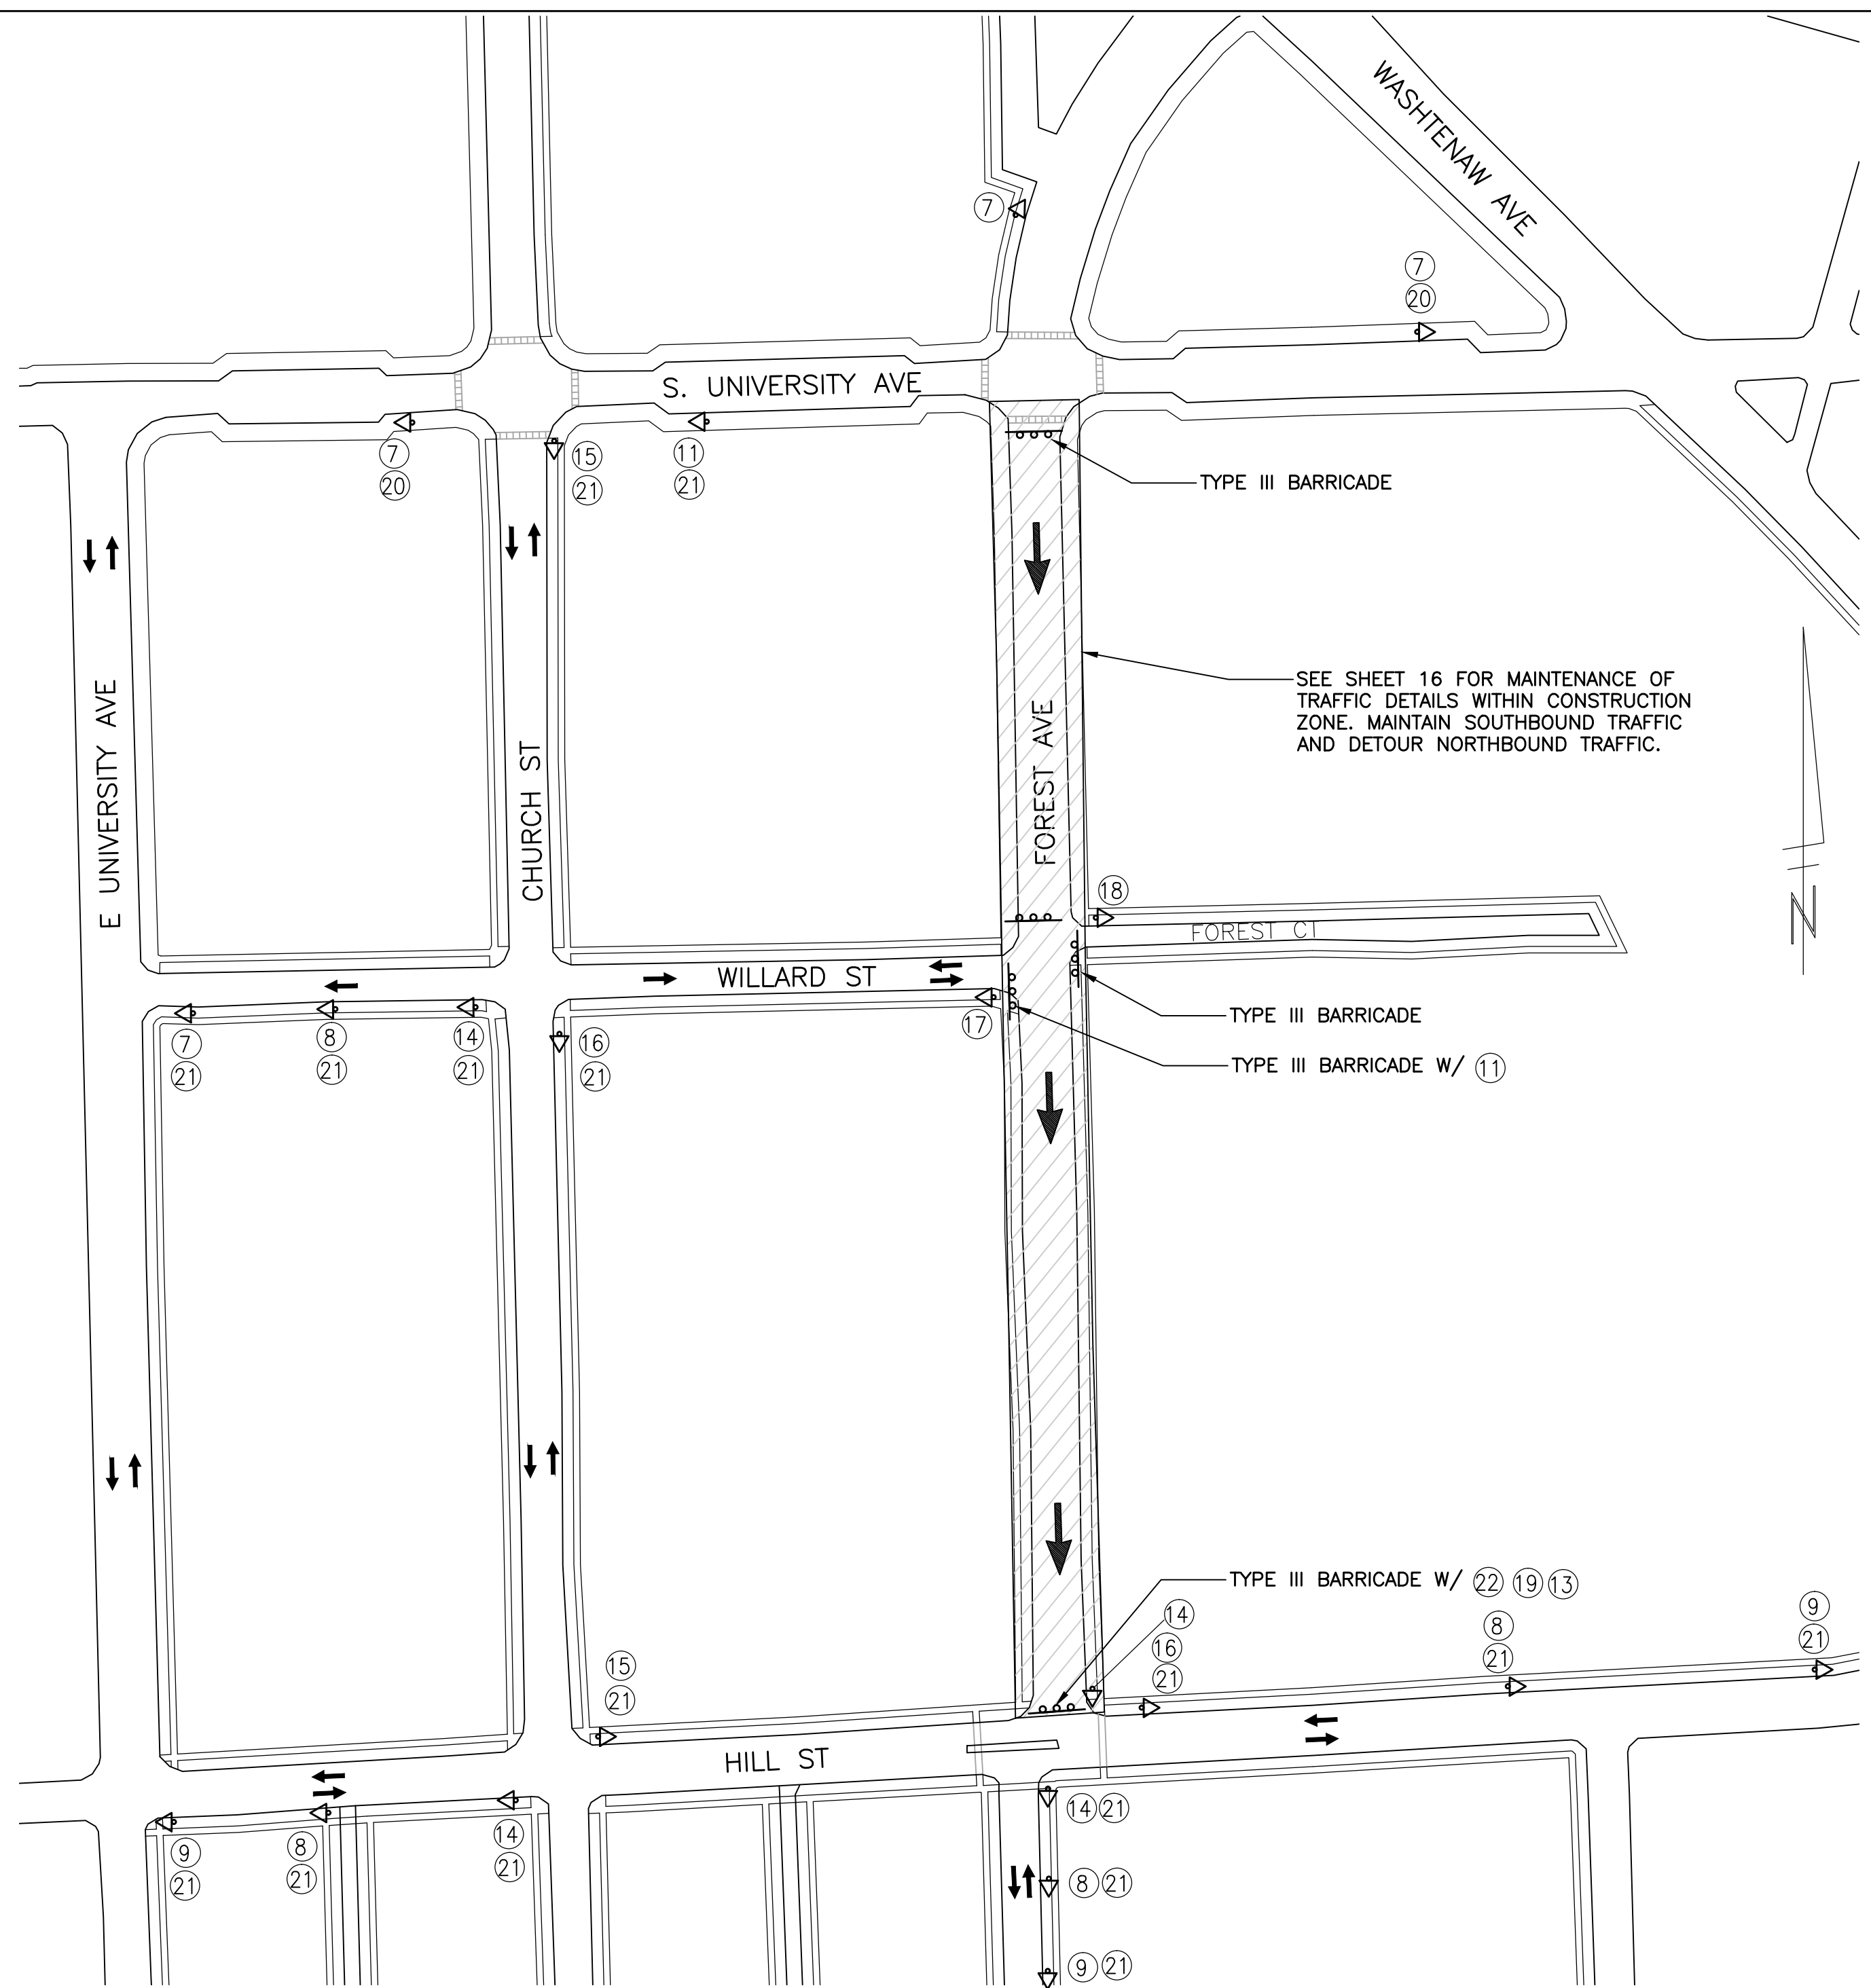 WASHTENAW AVE
7
7
20
S. UNIVERSITY AVE
7
20
15
21
11
21
TYPE III BARRICADE
E UNIVERSITY AVE
CHURCH ST
FOREST AVE
SEE SHEET 16 FOR MAINTENANCE OF
TRAFFIC DETAILS WITHIN CONSTRUCTION
ZONE. MAINTAIN SOUTHBOUND TRAFFIC
AND DETOUR NORTHBOUND TRAFFIC.
18
FOREST CT
N
WILLARD ST
7
21
8
21
14
21
16
21
17
TYPE III BARRICADE
TYPE III BARRICADE W/ 11
TYPE III BARRICADE W/ 22 19 13
14
16
21
8
21
9
21
15
21
HILL ST
9
21
8
21
14
21
14 21
8 21
9 21